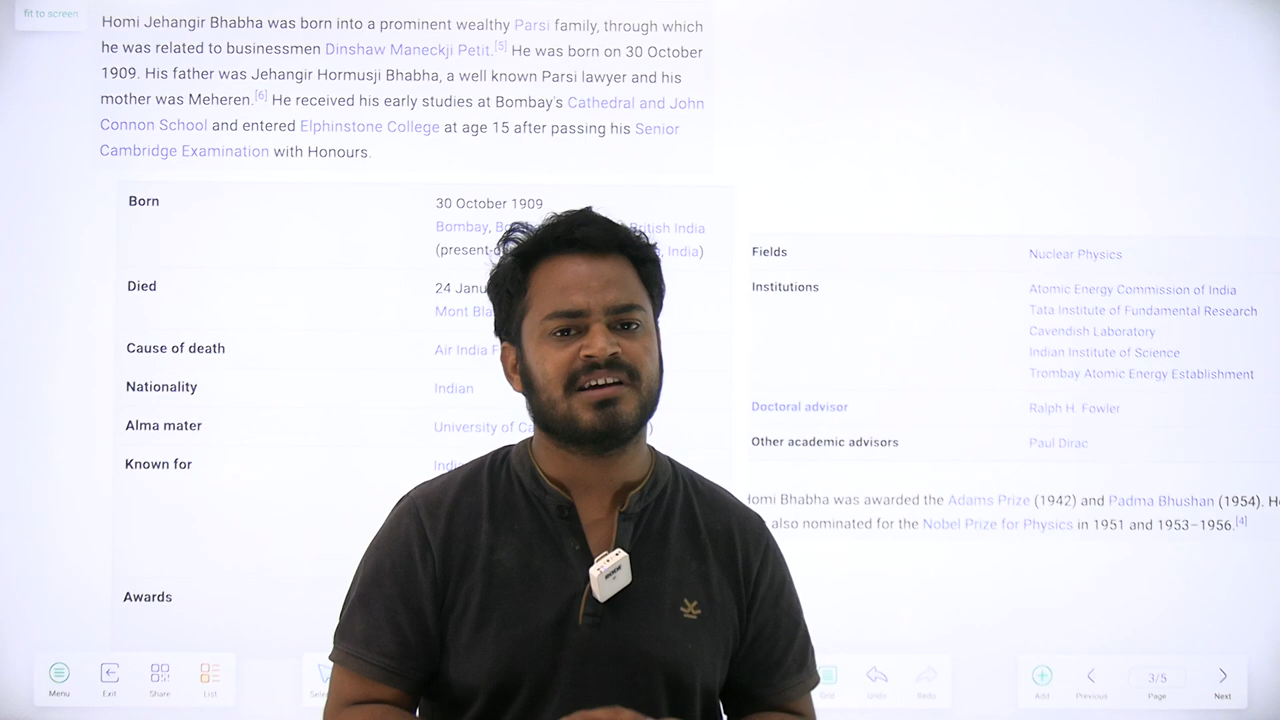 fit to screen
Homi Jehangir Bhabha was born into a prominent wealthy Parsi family, through which
he was related to businessmen Dinshaw Maneckji Petit.[5] He was born on 30 October
1909. His father was Jehangir Hormusji Bhabha, a well known Parsi lawyer and his
mother was Meheren.[6] He received his early studies at Bombay's Cathedral and John
Connon School and entered Elphinstone College at age 15 after passing his Senior
Cambridge Examination with Honours.
Born 30 October 1909
Bombay, British India
(present- India)
Died 24
Mont
Cause of death Air India
Nationality Indian
Alma mater University of
Known for
Awards
Fields Nuclear Physics
Institutions Atomic Energy Commission of India
Tata Institute of Fundamental Research
Cavendish Laboratory
Indian Institute of Science
Trombay Atomic Energy Establishment
Doctoral advisor Ralph H. Fowler
Other academic advisors Paul Dirac
Bhabha was awarded the Adams Prize (1942) and Padma Bhushan (1954).
also nominated for the Nobel Prize for Physics in 1951 and 1953–1956.[4]
RODE
Menu
Exit
Share
List
Grid
Undo
Redo
Add
Previous
3/5
Page
Next